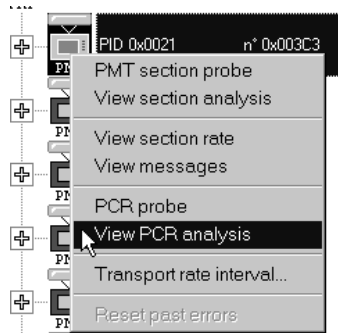 PID 0x0021 n° 0x003C3
PMT section probe
View section analysis
View section rate
View messages
PCR probe
View PCR analysis
Transport rate interval...
Reset past errors